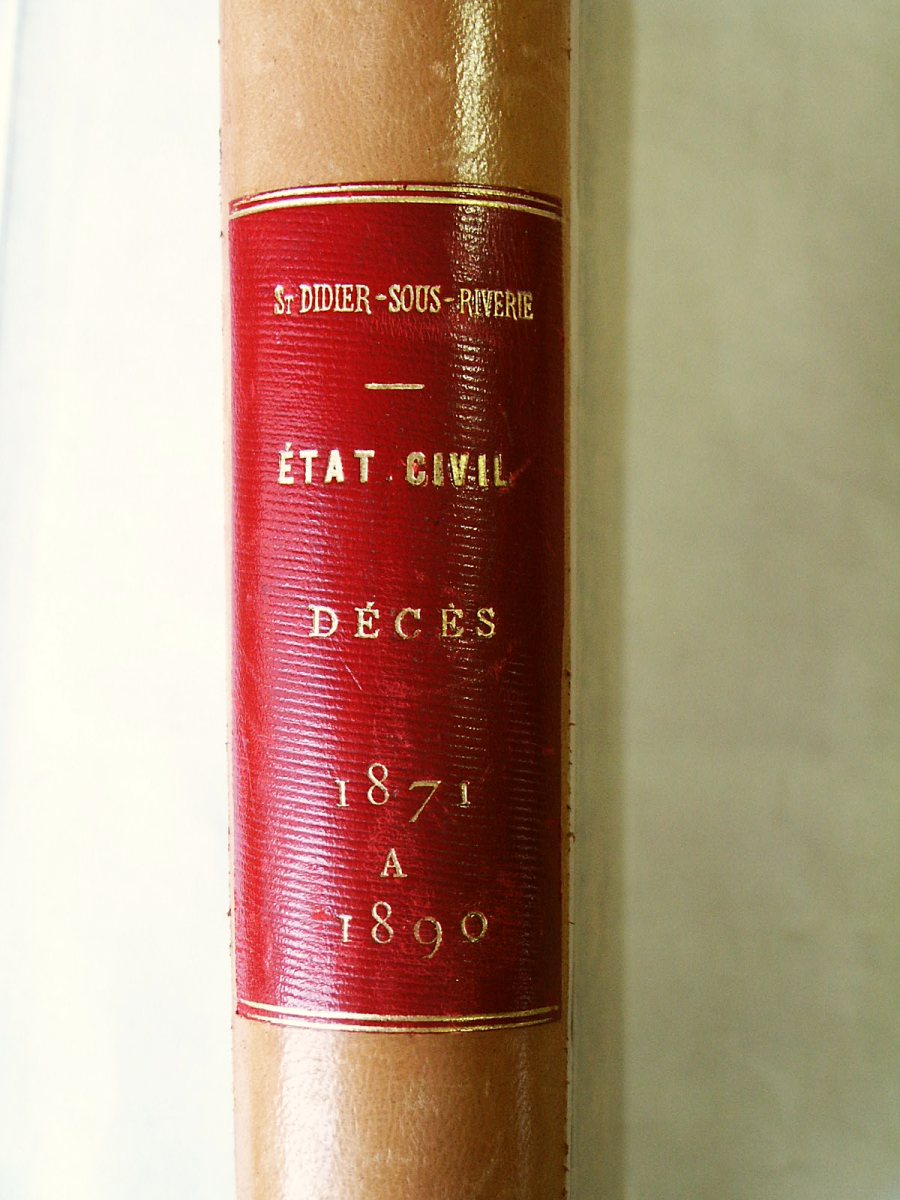 St DIDIER-SOUS-RIVERIE
ÉTAT CIVIL
DÉCÈS
1871
A
1890